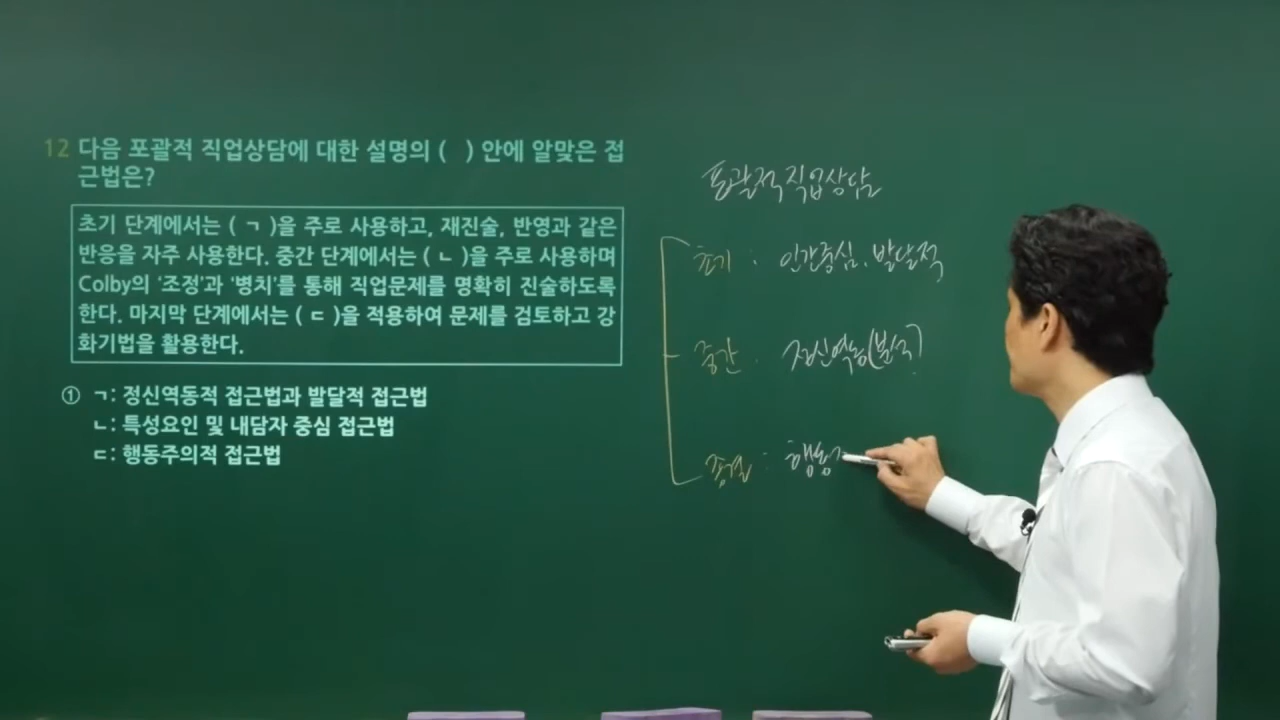 12 다음 포괄적 직업상담에 대한 설명의 ( ) 안에 알맞은 접
근법은?
초기 단계에서는 ( ㄱ )을 주로 사용하고, 재진술, 반영과 같은
반응을 자주 사용한다. 중간 단계에서는 ( ㄴ )을 주로 사용하며
Colby의 ‘조정’과 ‘병치’를 통해 직업문제를 명확히 진술하도록
한다. 마지막 단계에서는 ( ㄷ )을 적용하여 문제를 검토하고 강
화기법을 활용한다.
① ㄱ: 정신역동적 접근법과 발달적 접근법
ㄴ: 특성요인 및 내담자 중심 접근법
ㄷ: 행동주의적 접근법
포괄적 직업상담
초기 : 인간중심, 발달적
중간 : 정신역동(분석)
종결 : 행동